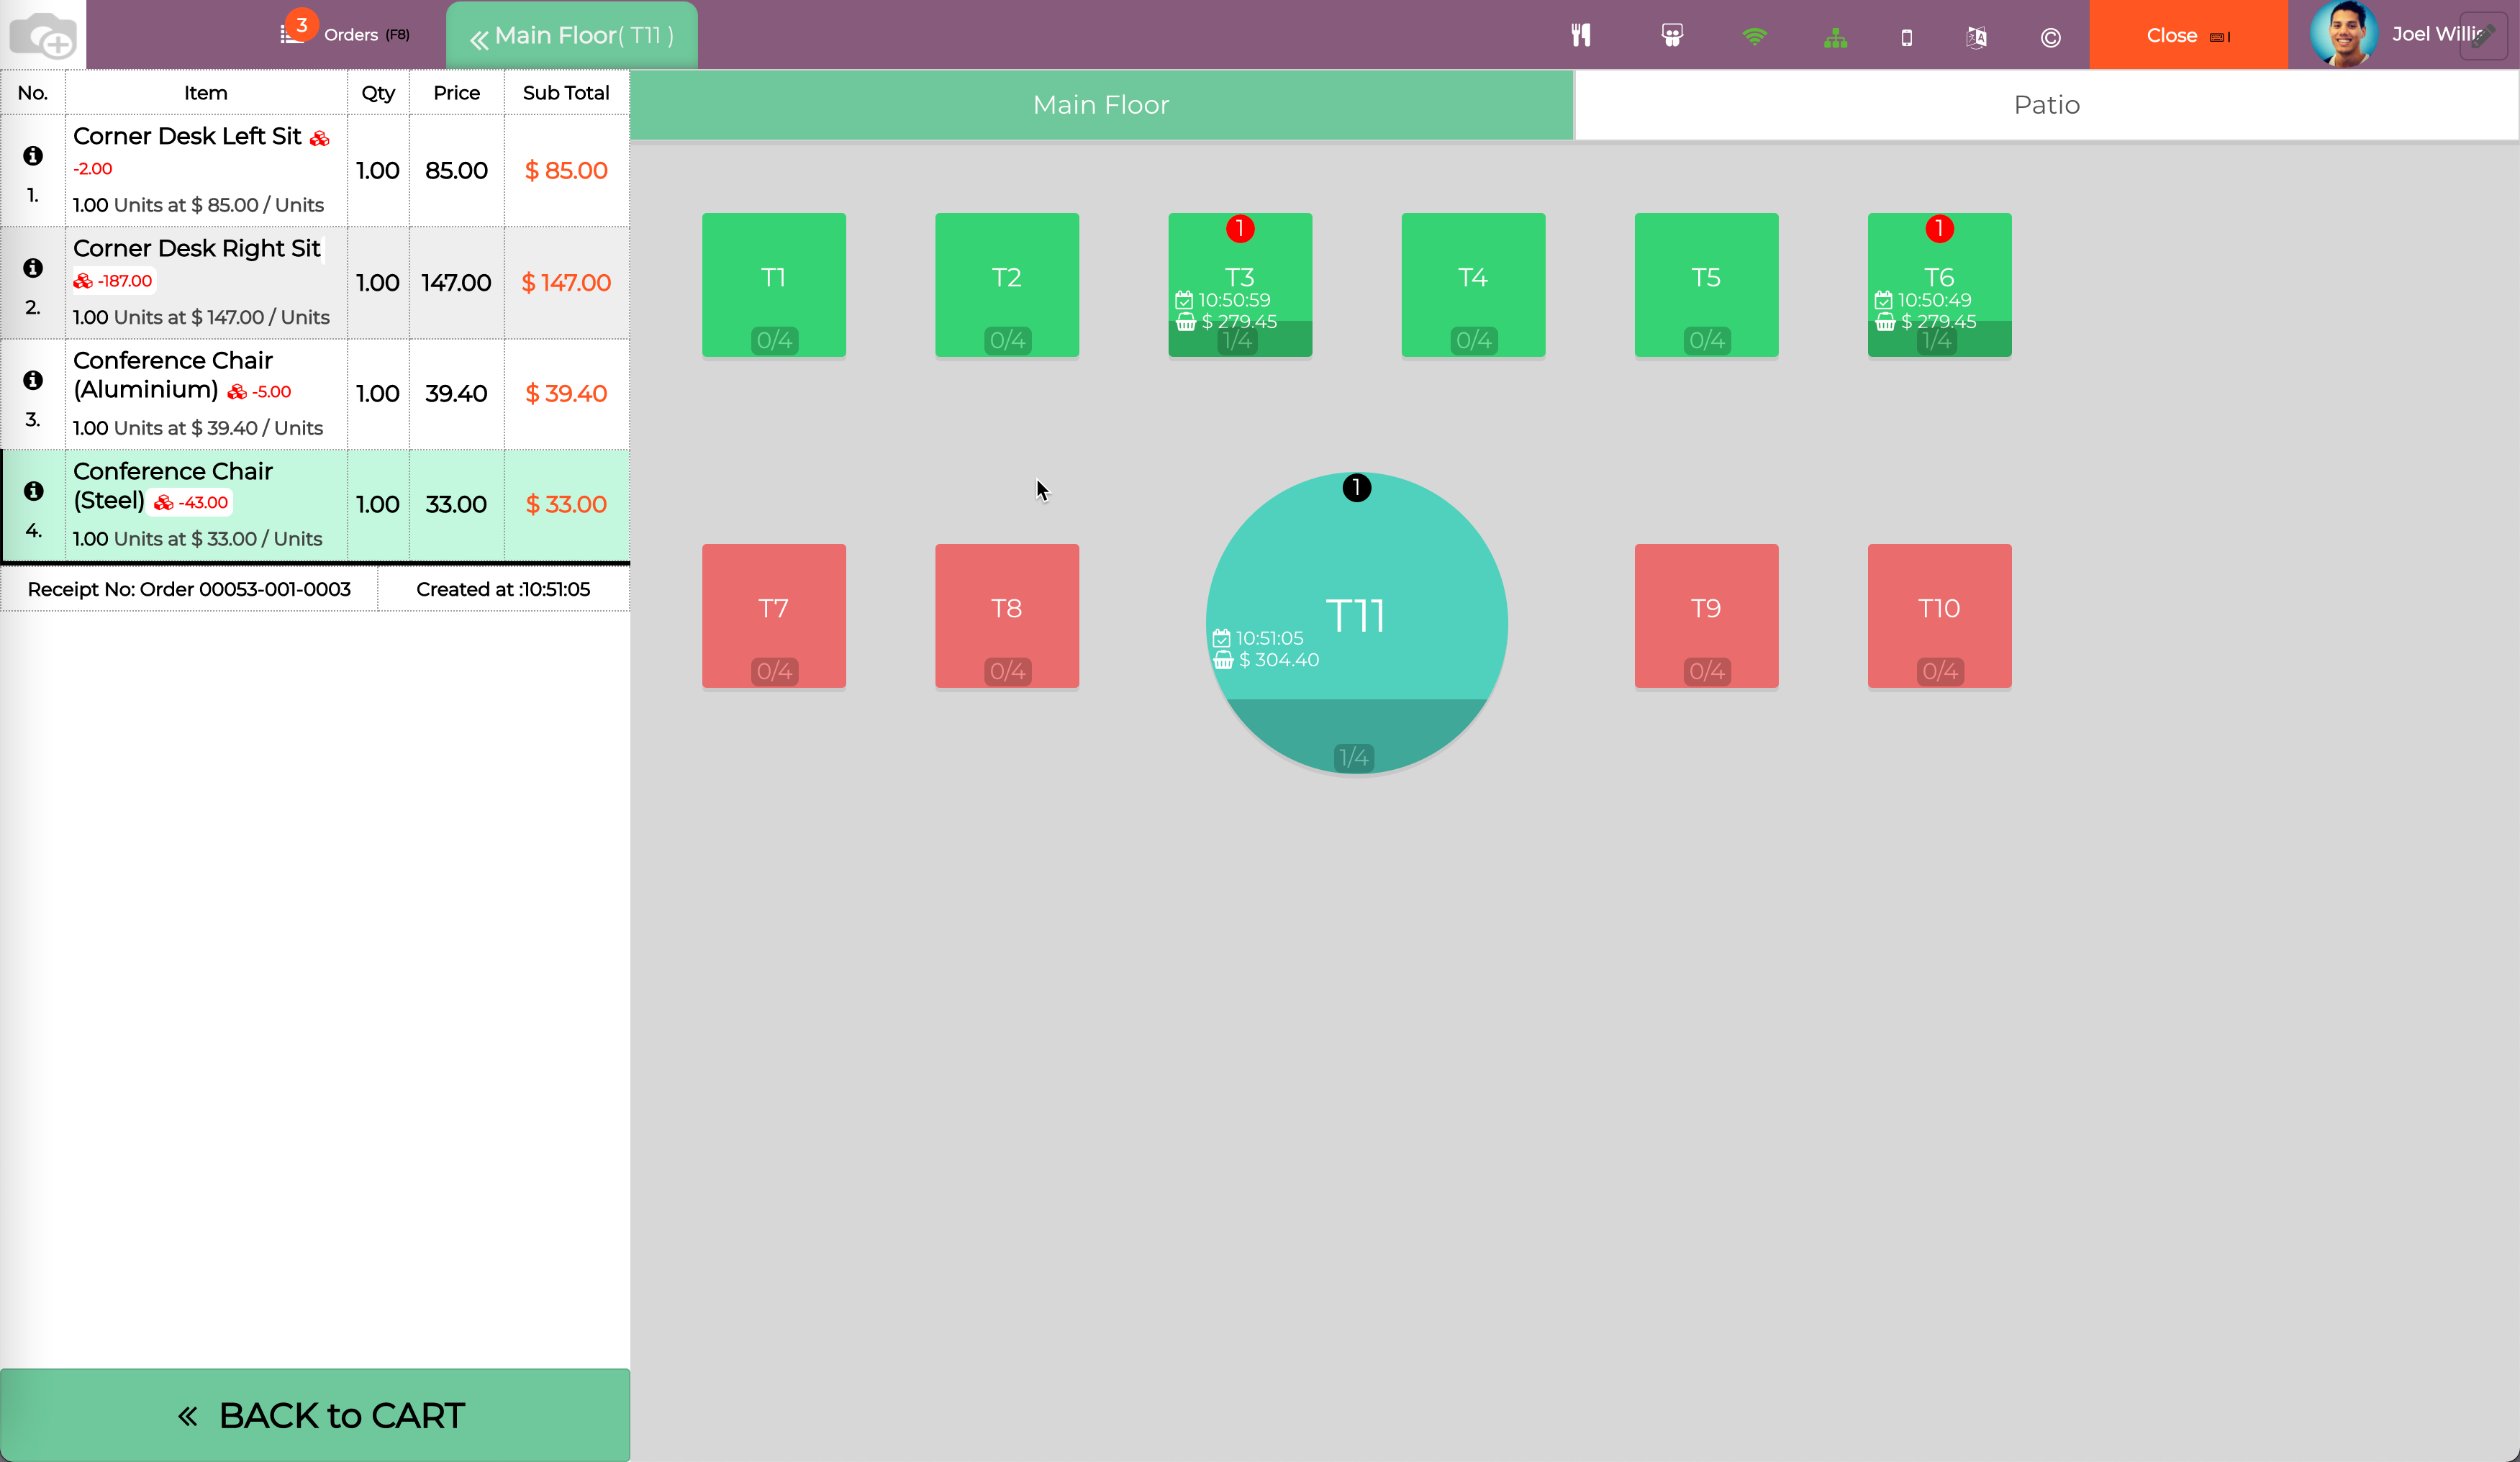 3
Orders (F8)
Main Floor( T11 )
Close
Joel Willis
No. Item Qty Price Sub Total
1. Corner Desk Left Sit
-2.00
1.00 Units at $ 85.00 / Units
1.00 85.00 $ 85.00
2. Corner Desk Right Sit
-187.00
1.00 Units at $ 147.00 / Units
1.00 147.00 $ 147.00
3. Conference Chair
(Aluminium) -5.00
1.00 Units at $ 39.40 / Units
1.00 39.40 $ 39.40
4. Conference Chair
(Steel) -43.00
1.00 Units at $ 33.00 / Units
1.00 33.00 $ 33.00
Receipt No: Order 00053-001-0003 Created at :10:51:05
BACK to CART
Main Floor
Patio
T1
0/4
T2
0/4
1
T3
10:50:59
$ 279.45
1/4
T4
0/4
T5
0/4
1
T6
10:50:49
$ 279.45
1/4
T7
0/4
T8
0/4
1
T11
10:51:05
$ 304.40
1/4
T9
0/4
T10
0/4